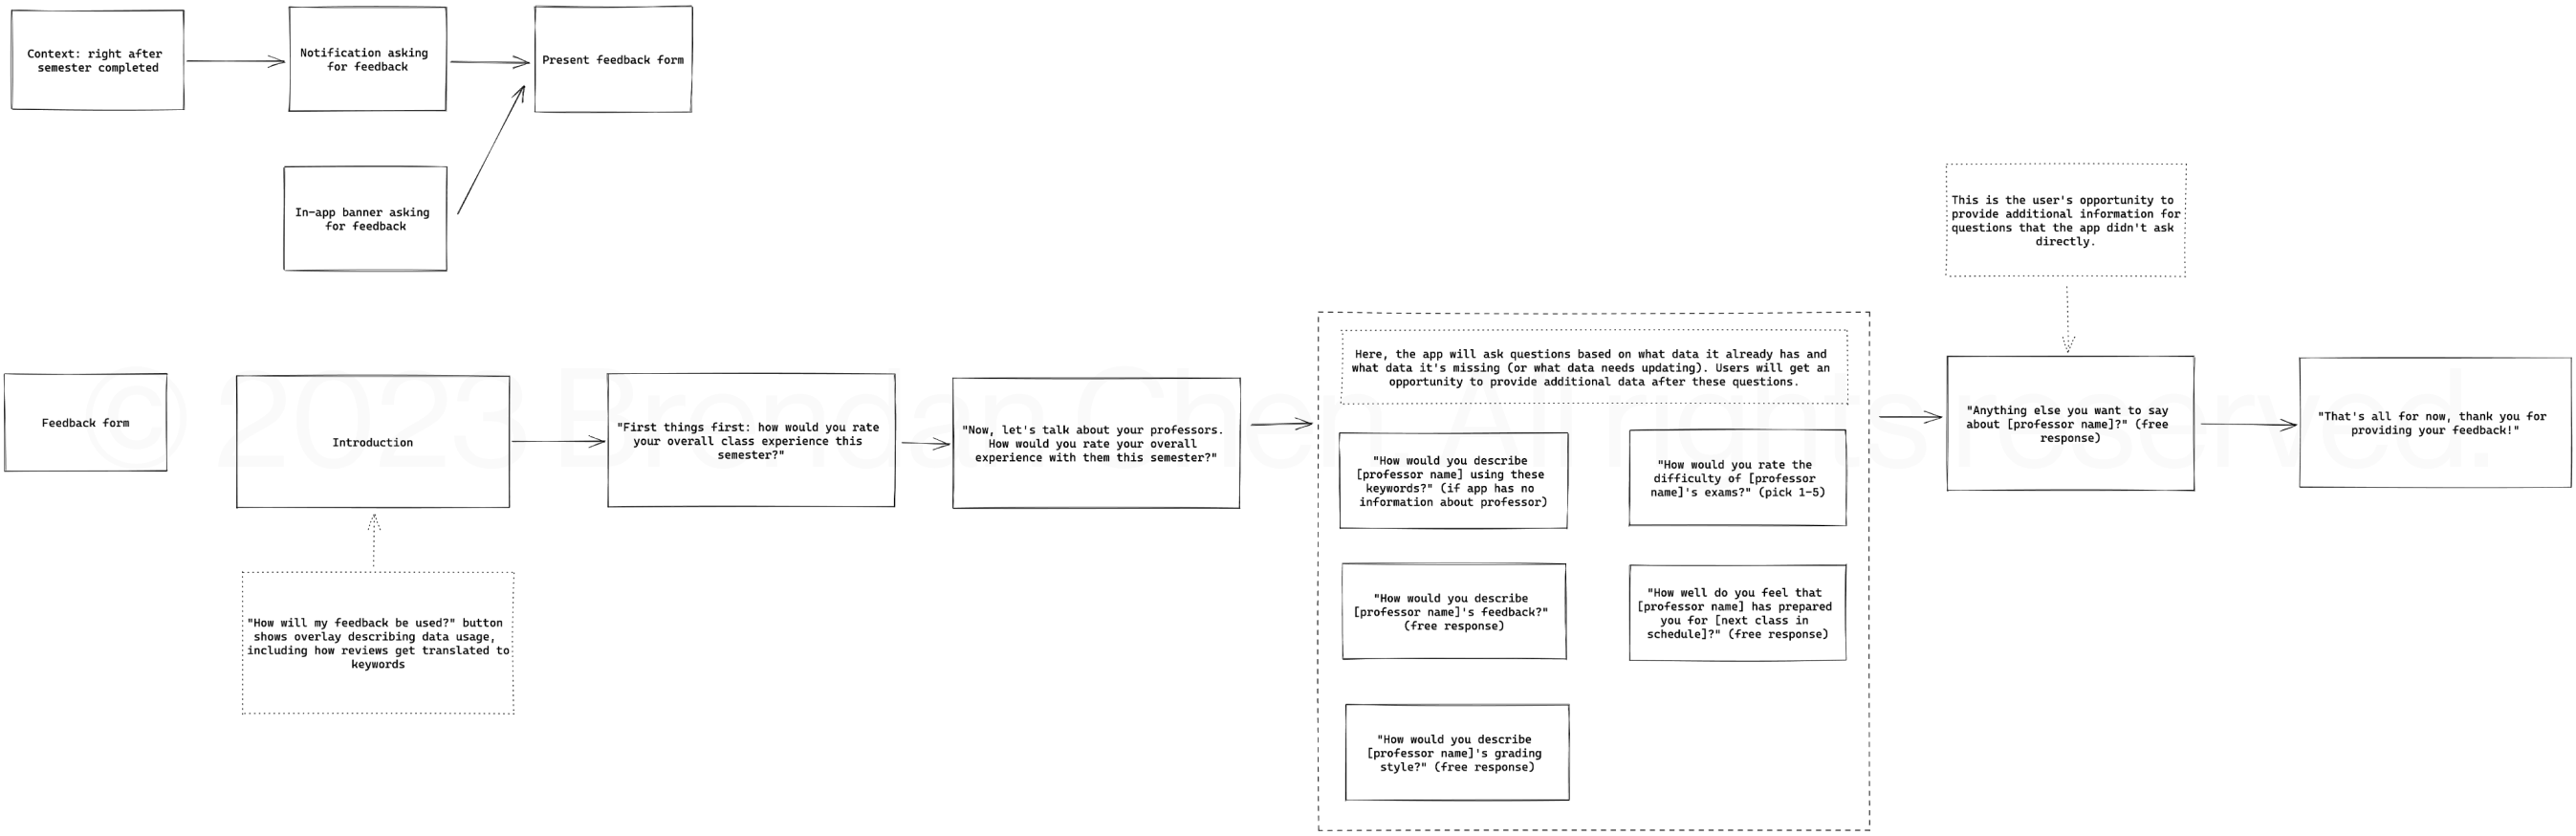 Context: right after
semester completed
Notification asking
for feedback
Present feedback form
In-app banner asking
for feedback
This is the user's opportunity to
provide additional information for
questions that the app didn't ask
directly.
Feedback form
Introduction
"First things first: how would you rate
your overall class experience this
semester?"
"Now, let's talk about your professors.
How would you rate your overall
experience with them this semester?"
Here, the app will ask questions based on what data it already has and
what data it's missing (or what data needs updating). Users will get an
opportunity to provide additional data after these questions.
"How would you describe
[professor name] using these
keywords?" (if app has no
information about professor)
"How would you rate the
difficulty of [professor
name]'s exams?" (pick 1-5)
"How would you describe
[professor name]'s feedback?"
(free response)
"How well do you feel that
[professor name] has prepared
you for [next class in
schedule]?" (free response)
"How would you describe
[professor name]'s grading
style?" (free response)
"Anything else you want to say
about [professor name]?" (free
response)
"That's all for now, thank you for
providing your feedback!"
"How will my feedback be used?" button
shows overlay describing data usage,
including how reviews get translated to
keywords
© 2023 Brendan Chen. All rights reserved.